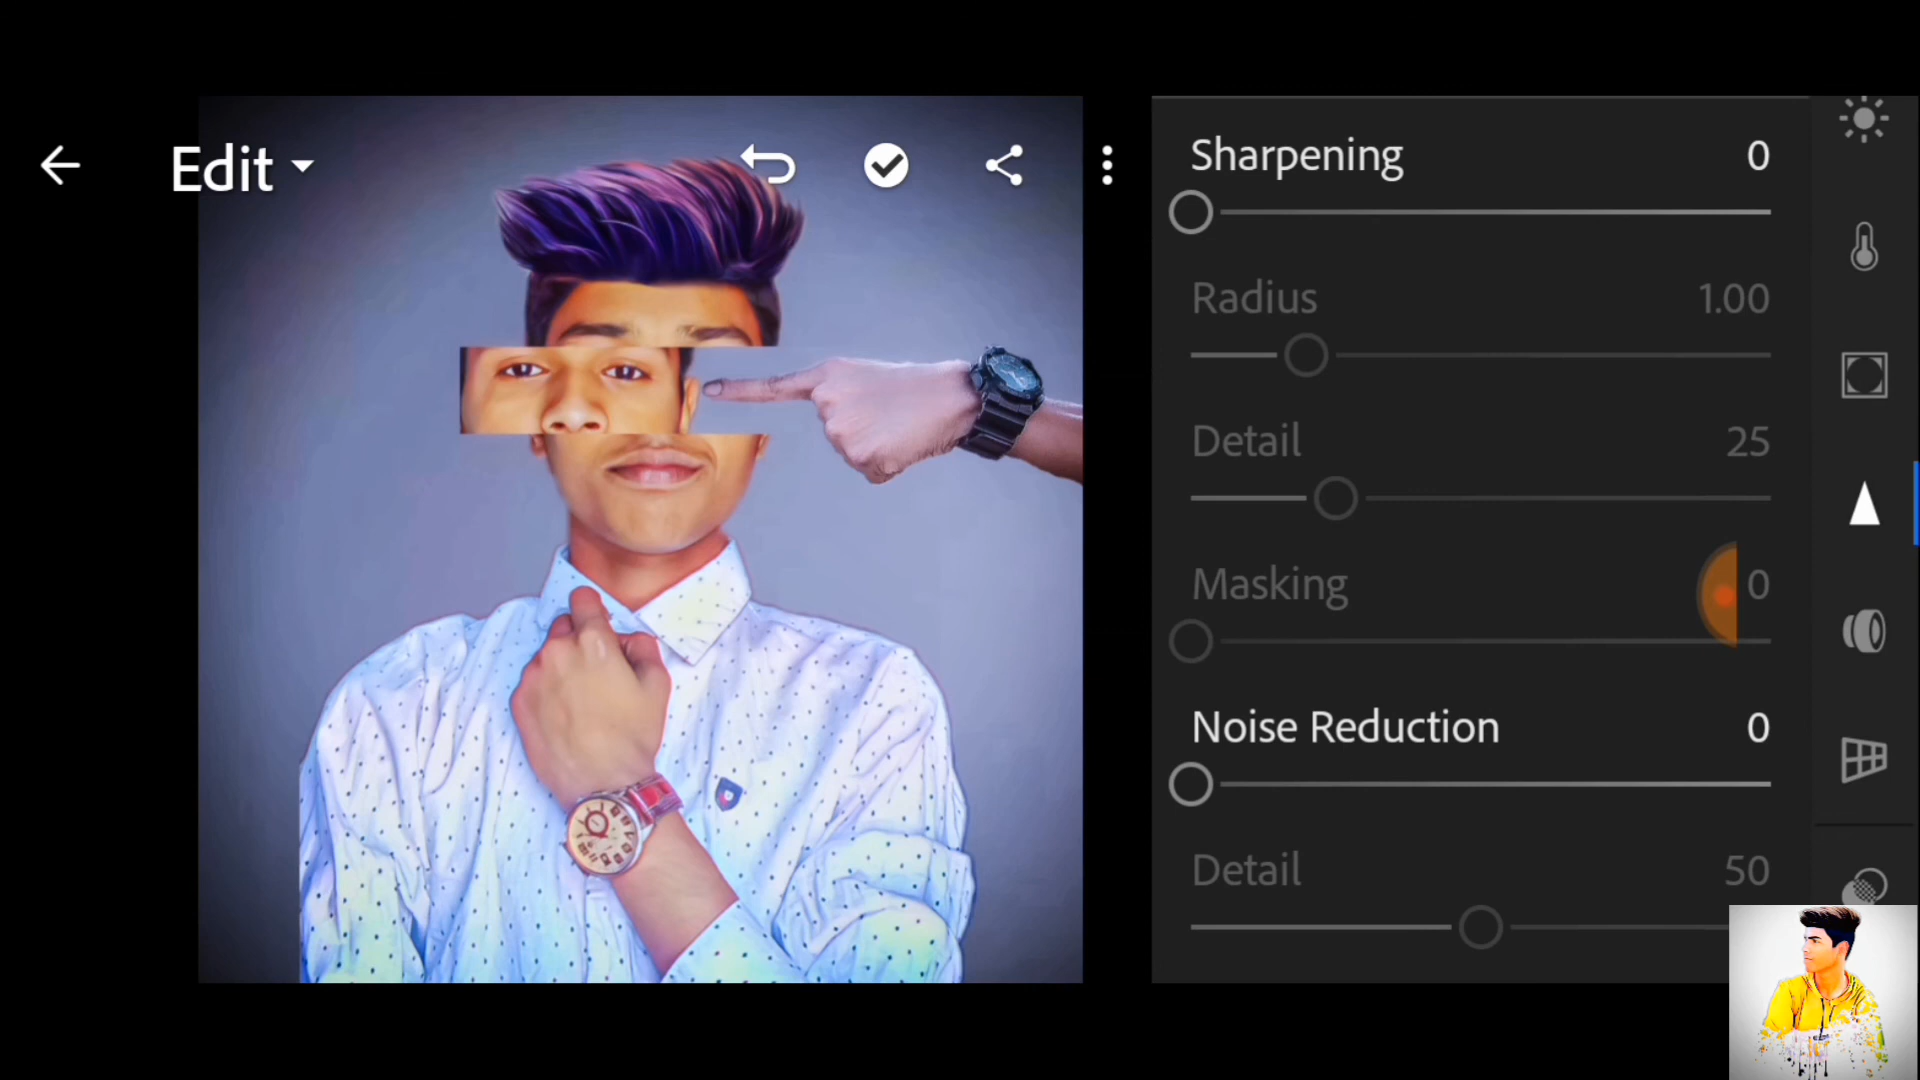 Edit
Sharpening 0
Radius 1.00
Detail 25
Masking 0
Noise Reduction 0
Detail 50